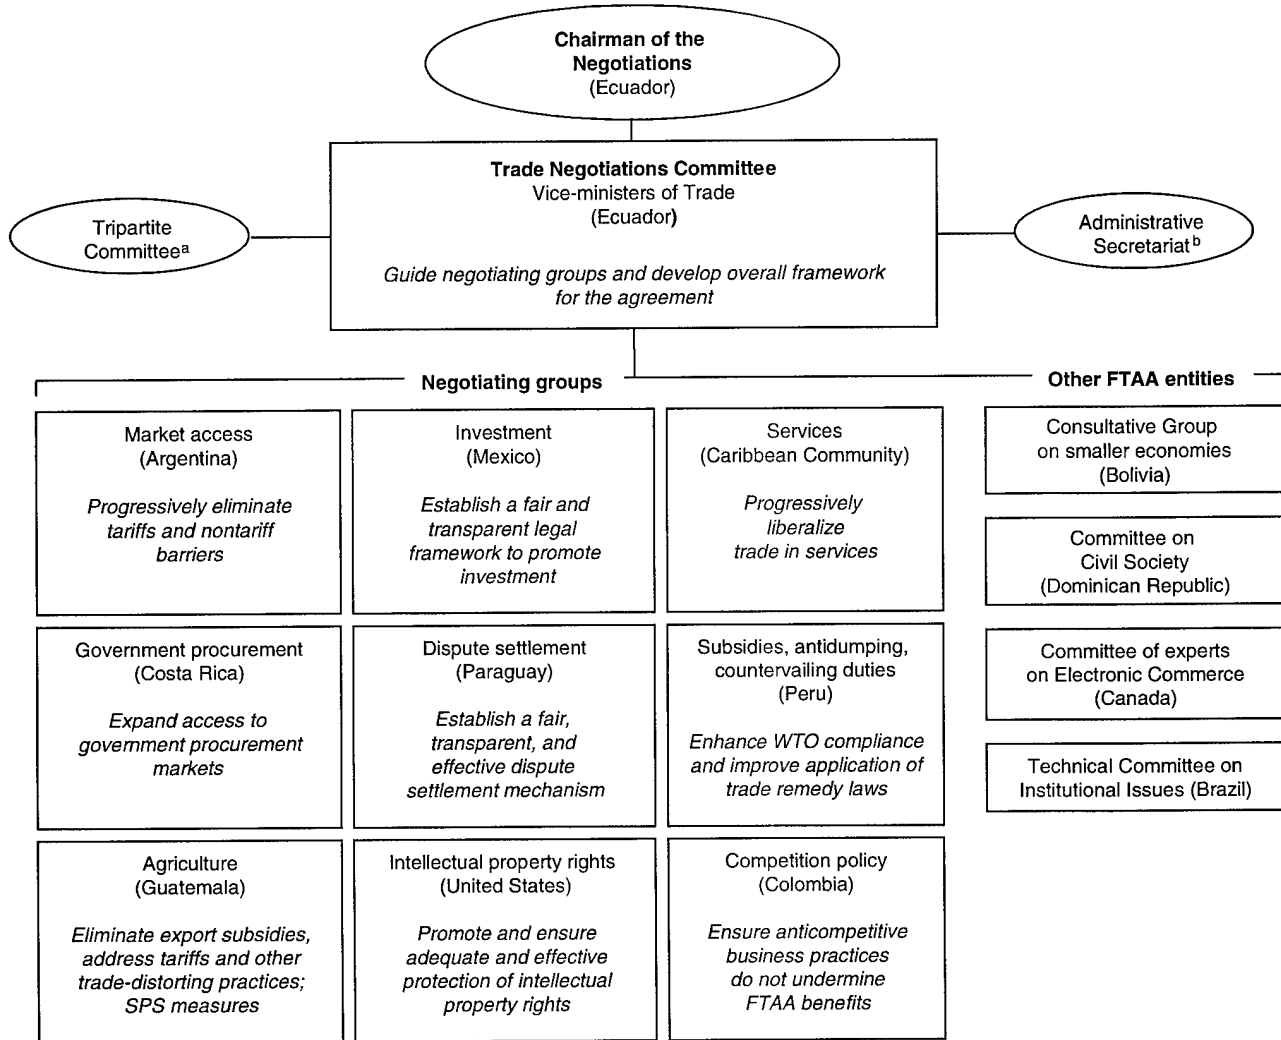 Chairman of the
Negotiations
(Ecuador)
Trade Negotiations Committee
Vice-ministers of Trade
(Ecuador)
Guide negotiating groups and develop overall framework
for the agreement
Tripartite
Committee^a
Administrative
Secretariat^b
Negotiating groups
Market access
(Argentina)
Progressively eliminate
tariffs and nontariff
barriers
Investment
(Mexico)
Establish a fair and
transparent legal
framework to promote
investment
Services
(Caribbean Community)
Progressively
liberalize
trade in services
Government procurement
(Costa Rica)
Expand access to
government procurement
markets
Dispute settlement
(Paraguay)
Establish a fair,
transparent, and
effective dispute
settlement mechanism
Subsidies, antidumping,
countervailing duties
(Peru)
Enhance WTO compliance
and improve application of
trade remedy laws
Agriculture
(Guatemala)
Eliminate export subsidies,
address tariffs and other
trade-distorting practices;
SPS measures
Intellectual property rights
(United States)
Promote and ensure
adequate and effective
protection of intellectual
property rights
Competition policy
(Colombia)
Ensure anticompetitive
business practices
do not undermine
FTAA benefits
Other FTAA entities
Consultative Group
on smaller economies
(Bolivia)
Committee on
Civil Society
(Dominican Republic)
Committee of experts
on Electronic Commerce
(Canada)
Technical Committee on
Institutional Issues (Brazil)